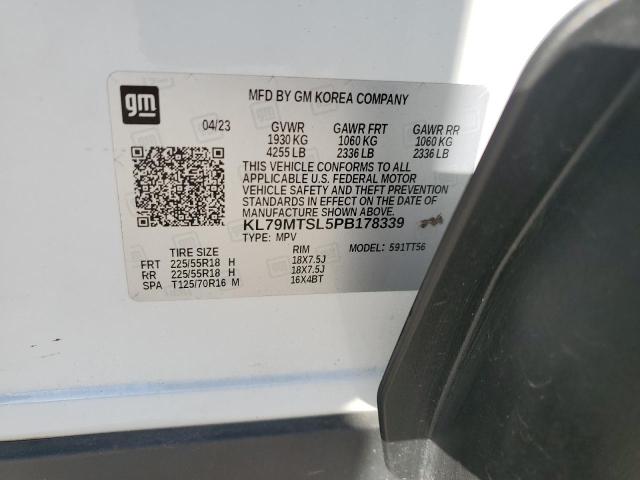 gm
MFD BY GM KOREA COMPANY
04/23 GVWR GAWR FRT GAWR RR
1930 KG 1060 KG 1060 KG
4255 LB 2336 LB 2336 LB
THIS VEHICLE CONFORMS TO ALL
APPLICABLE U.S. FEDERAL MOTOR
VEHICLE SAFETY AND THEFT PREVENTION
STANDARDS IN EFFECT ON THE DATE OF
MANUFACTURE SHOWN ABOVE.
KL79MTSL5PB178339
TYPE: MPV MODEL: 591TT56
TIRE SIZE RIM
FRT 225/55R18 H 18X7.5J
RR 225/55R18 H 18X7.5J
SPA T125/70R16 M 16X4BT